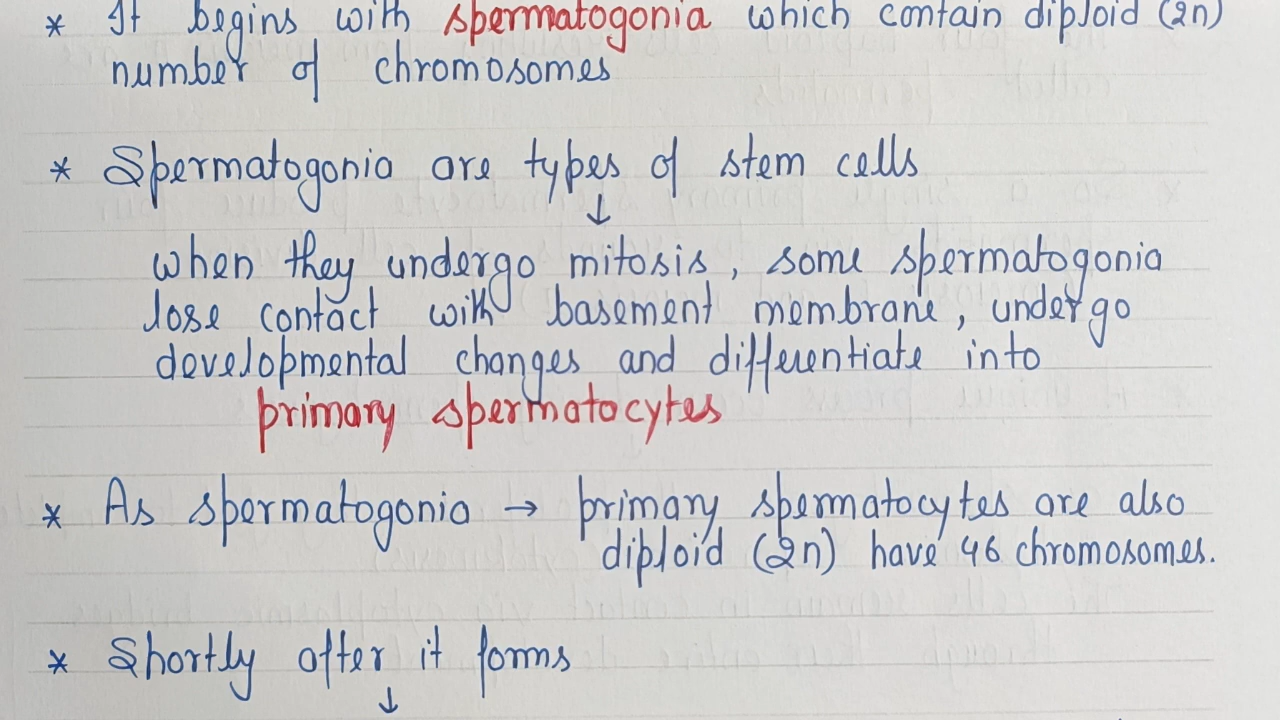 * It begins with spermatogonia which contain diploid (2n)
number of chromosomes
* Spermatogonia are types of stem cells
↓
when they undergo mitosis, some spermatogonia
lose contact with basement membrane, undergo
developmental changes and differentiate into
primary spermatocytes
* As spermatogonia → primary spermatocytes are also
diploid (2n) have 46 chromosomes.
* Shortly after it forms
↓